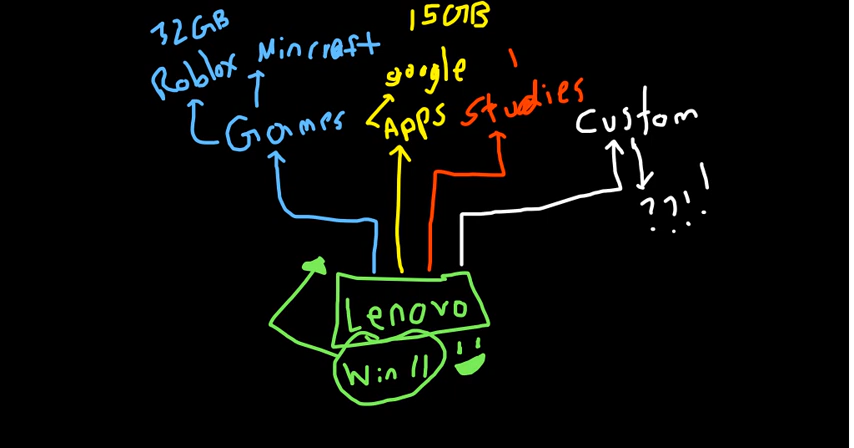 32GB
15GB
Roblox
Mincraft
google
Games
Apps
Studies
Custom
??!!
Lenovo
Win 11